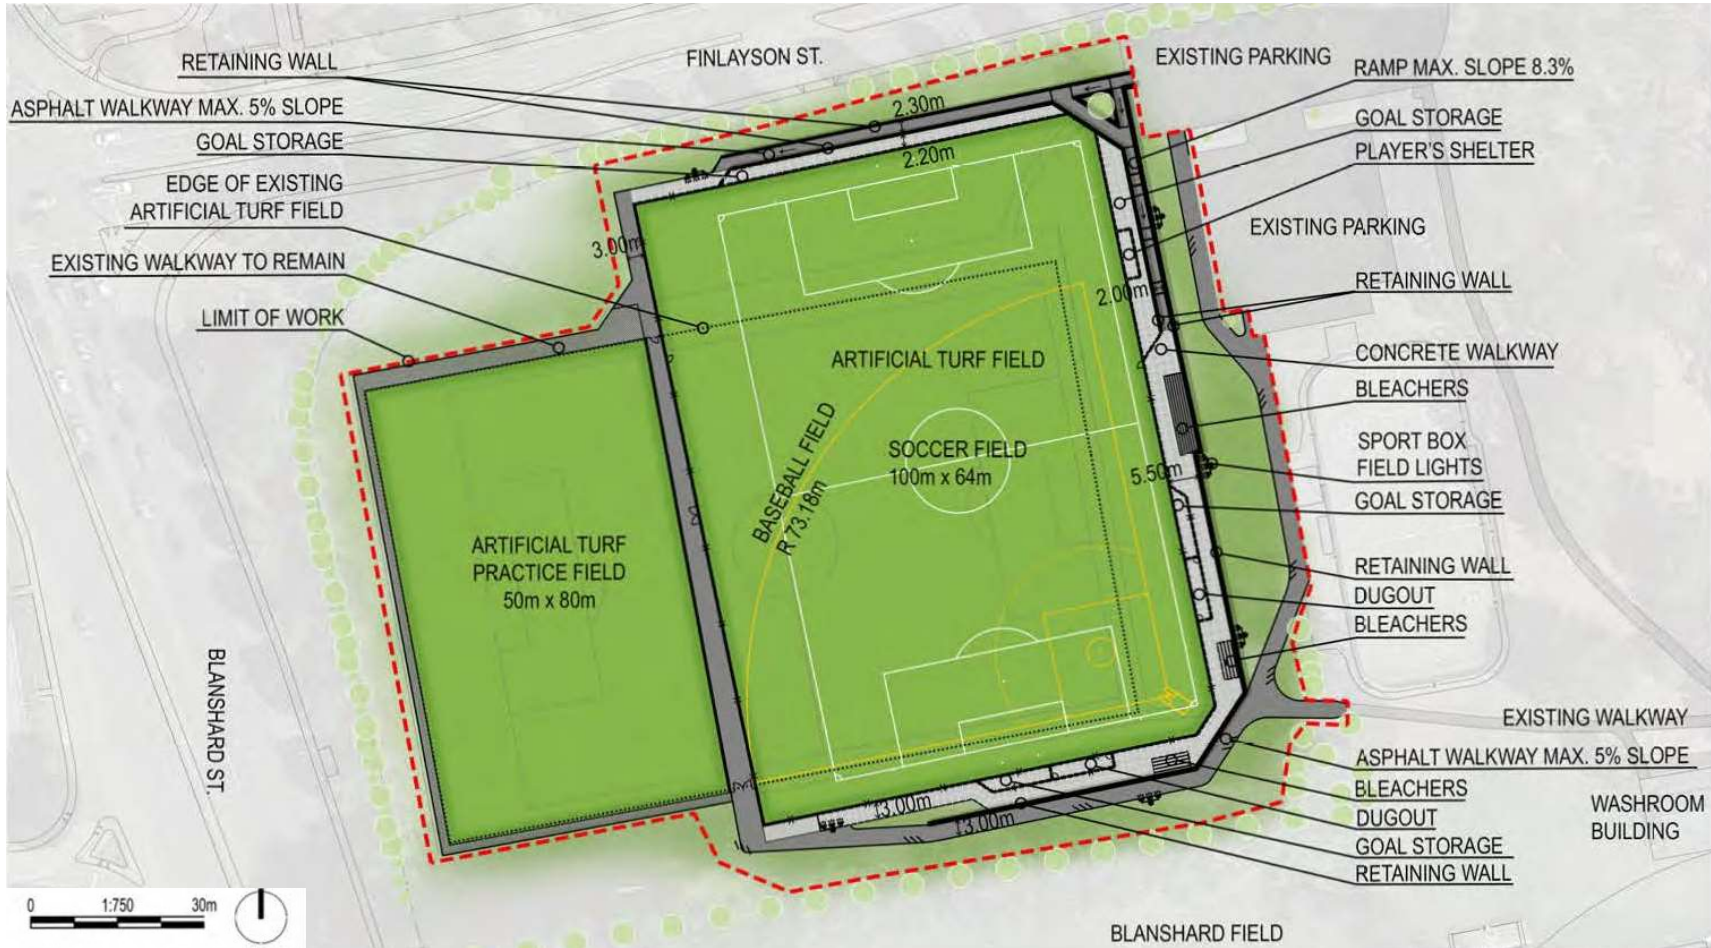 FINLAYSON ST.
RETAINING WALL
ASPHALT WALKWAY MAX. 5% SLOPE
GOAL STORAGE
EDGE OF EXISTING
ARTIFICIAL TURF FIELD
EXISTING WALKWAY TO REMAIN
LIMIT OF WORK
EXISTING PARKING
RAMP MAX. SLOPE 8.3%
GOAL STORAGE
PLAYER'S SHELTER
EXISTING PARKING
RETAINING WALL
CONCRETE WALKWAY
BLEACHERS
SPORT BOX
FIELD LIGHTS
GOAL STORAGE
RETAINING WALL
DUGOUT
BLEACHERS
EXISTING WALKWAY
ASPHALT WALKWAY MAX. 5% SLOPE
BLEACHERS
DUGOUT
GOAL STORAGE
RETAINING WALL
WASHROOM
BUILDING
2.30m
2.20m
3.00m
2.00m
5.50m
ARTIFICIAL TURF FIELD
BASEBALL FIELD
R 73.18m
SOCCER FIELD
100m x 64m
ARTIFICIAL TURF
PRACTICE FIELD
50m x 80m
13.00m
13.00m
BLANSHARD ST.
BLANSHARD FIELD
0 1:750 30m